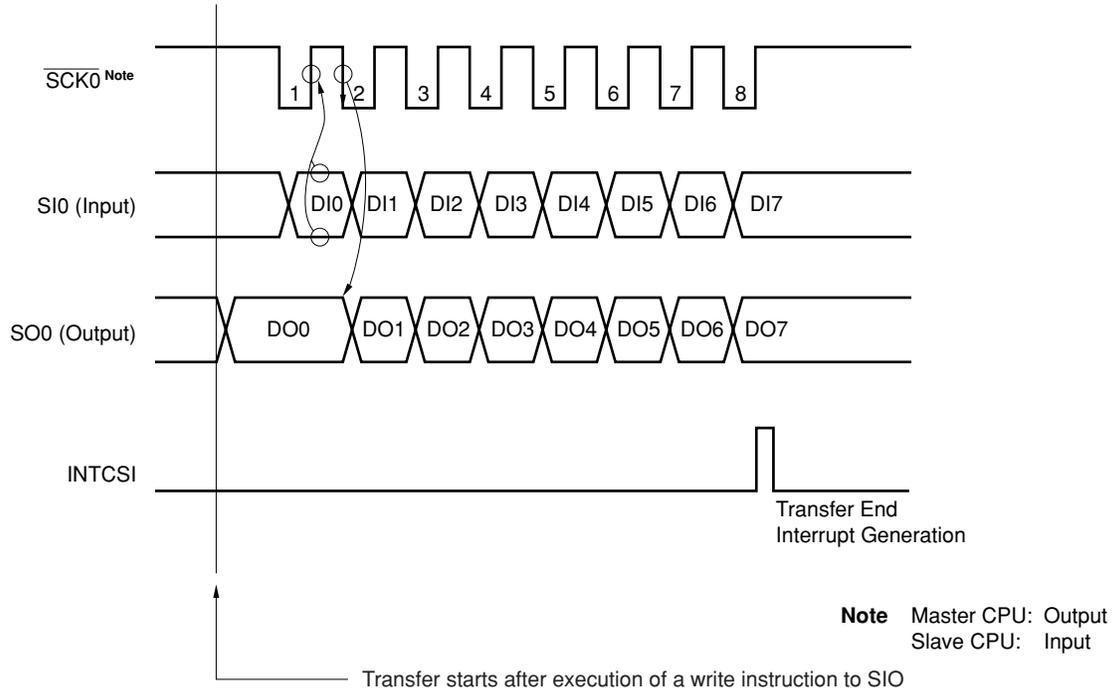 SCK0 Note
1 2 3 4 5 6 7 8
SI0 (Input)
DI0 DI1 DI2 DI3 DI4 DI5 DI6 DI7
SO0 (Output)
DO0 DO1 DO2 DO3 DO4 DO5 DO6 DO7
INTCSI
Transfer End
Interrupt Generation
Note Master CPU: Output
Slave CPU: Input
Transfer starts after execution of a write instruction to SIO